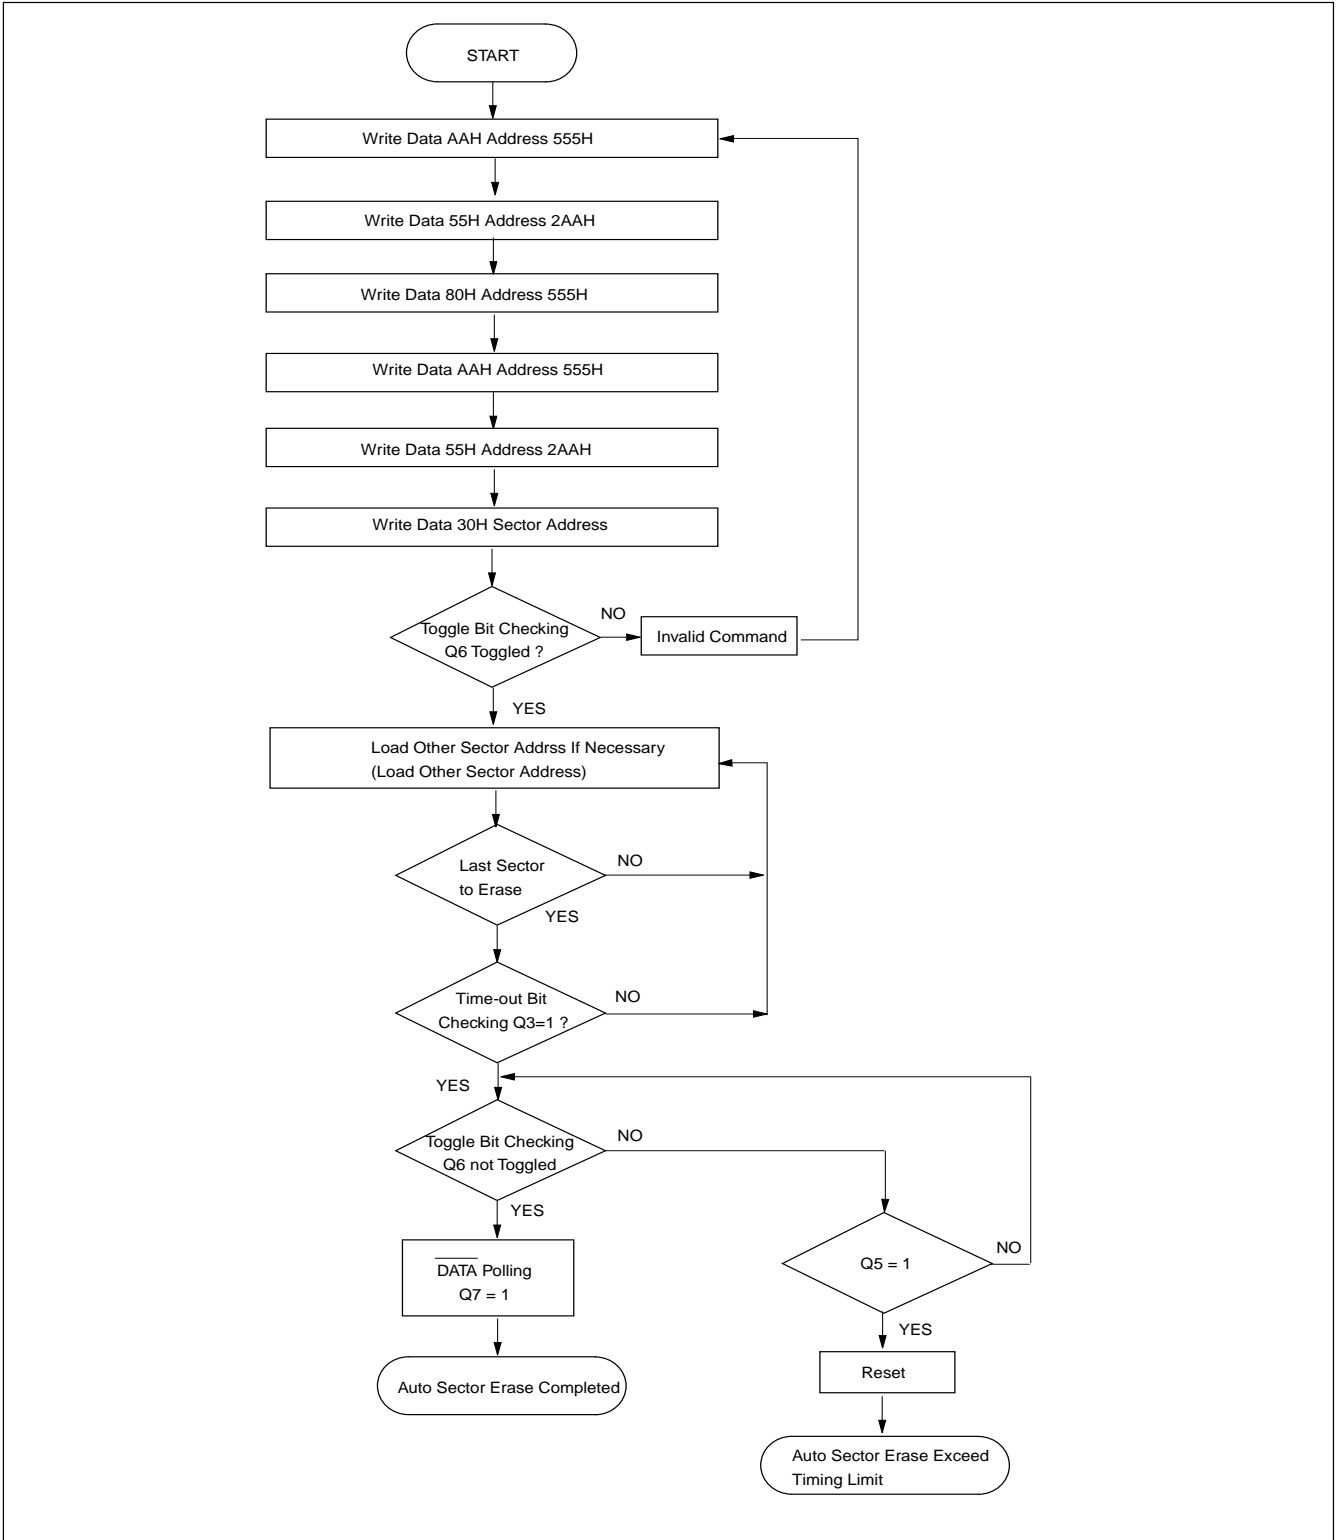 START
Write Data AAH Address 555H
Write Data 55H Address 2AAH
Write Data 80H Address 555H
Write Data AAH Address 555H
Write Data 55H Address 2AAH
Write Data 30H Sector Address
Toggle Bit Checking
Q6 Toggled ?
NO
Invalid Command
YES
Load Other Sector Addrss If Necessary
(Load Other Sector Address)
Last Sector
to Erase
NO
YES
Time-out Bit
Checking Q3=1 ?
NO
YES
Toggle Bit Checking
Q6 not Toggled
NO
YES
DATA Polling
Q7 = 1
Q5 = 1
NO
YES
Reset
Auto Sector Erase Completed
Auto Sector Erase Exceed
Timing Limit